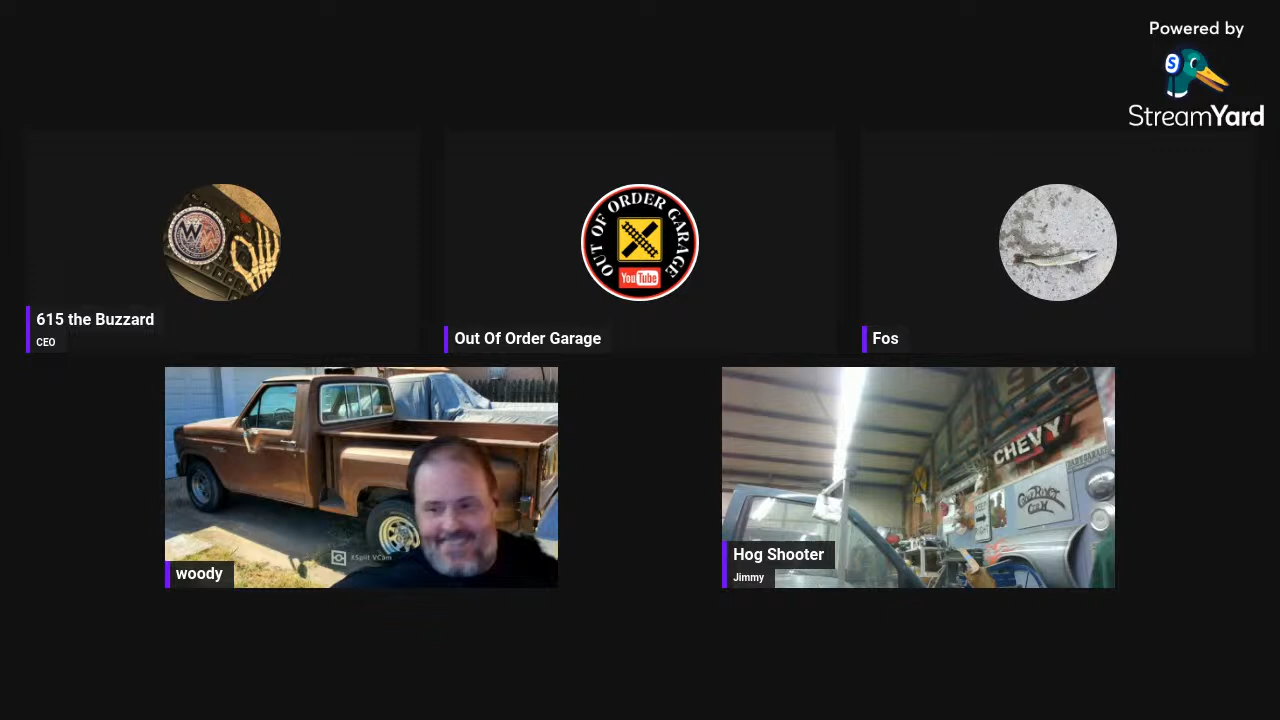 Powered by
StreamYard
W
OUT OF ORDER GARAGE
YouTube
615 the Buzzard
CEO
Out Of Order Garage
Fos
CHEVY
XSplit VCam
woody
Hog Shooter
Jimmy